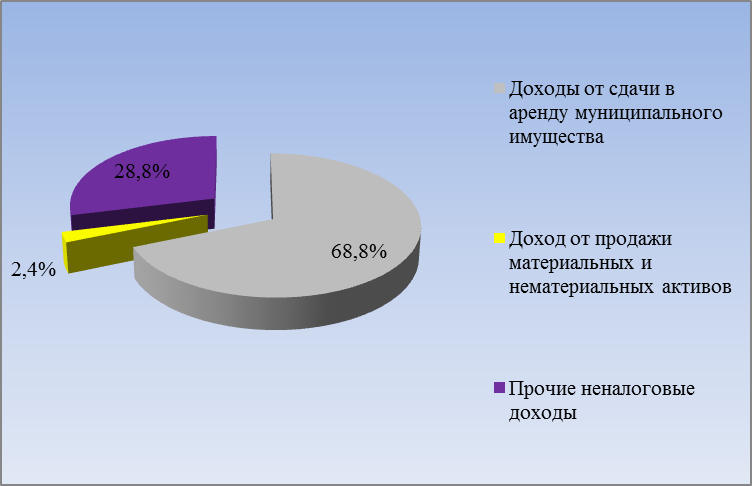 28,8%
2,4%
68,8%
Доходы от сдачи в
аренду муниципального
имущества
Доход от продажи
материальных и
нематериальных активов
Прочие неналоговые
доходы